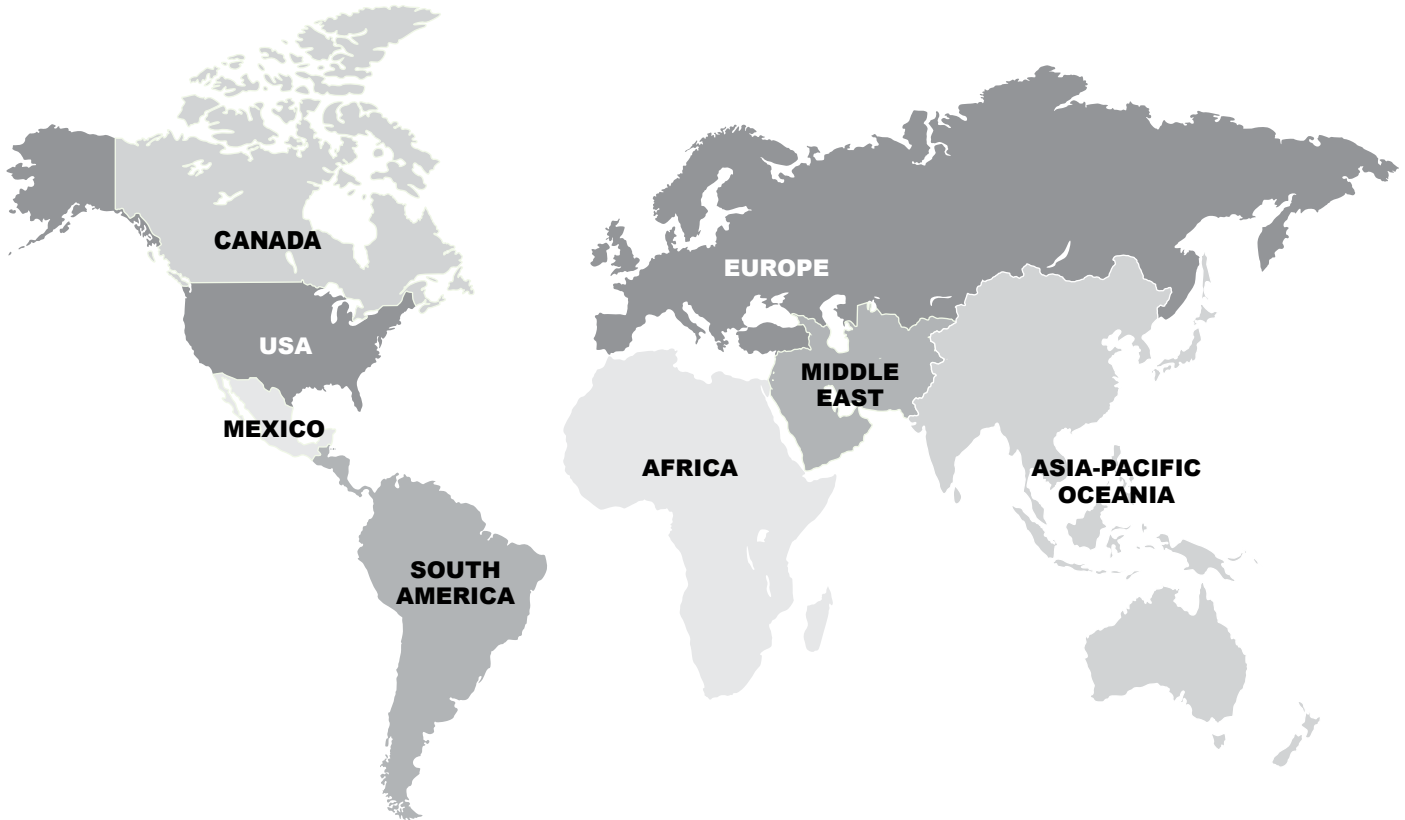 CANADA
EUROPE
USA
MIDDLE
EAST
MEXICO
AFRICA
ASIA-PACIFIC
OCEANIA
SOUTH
AMERICA